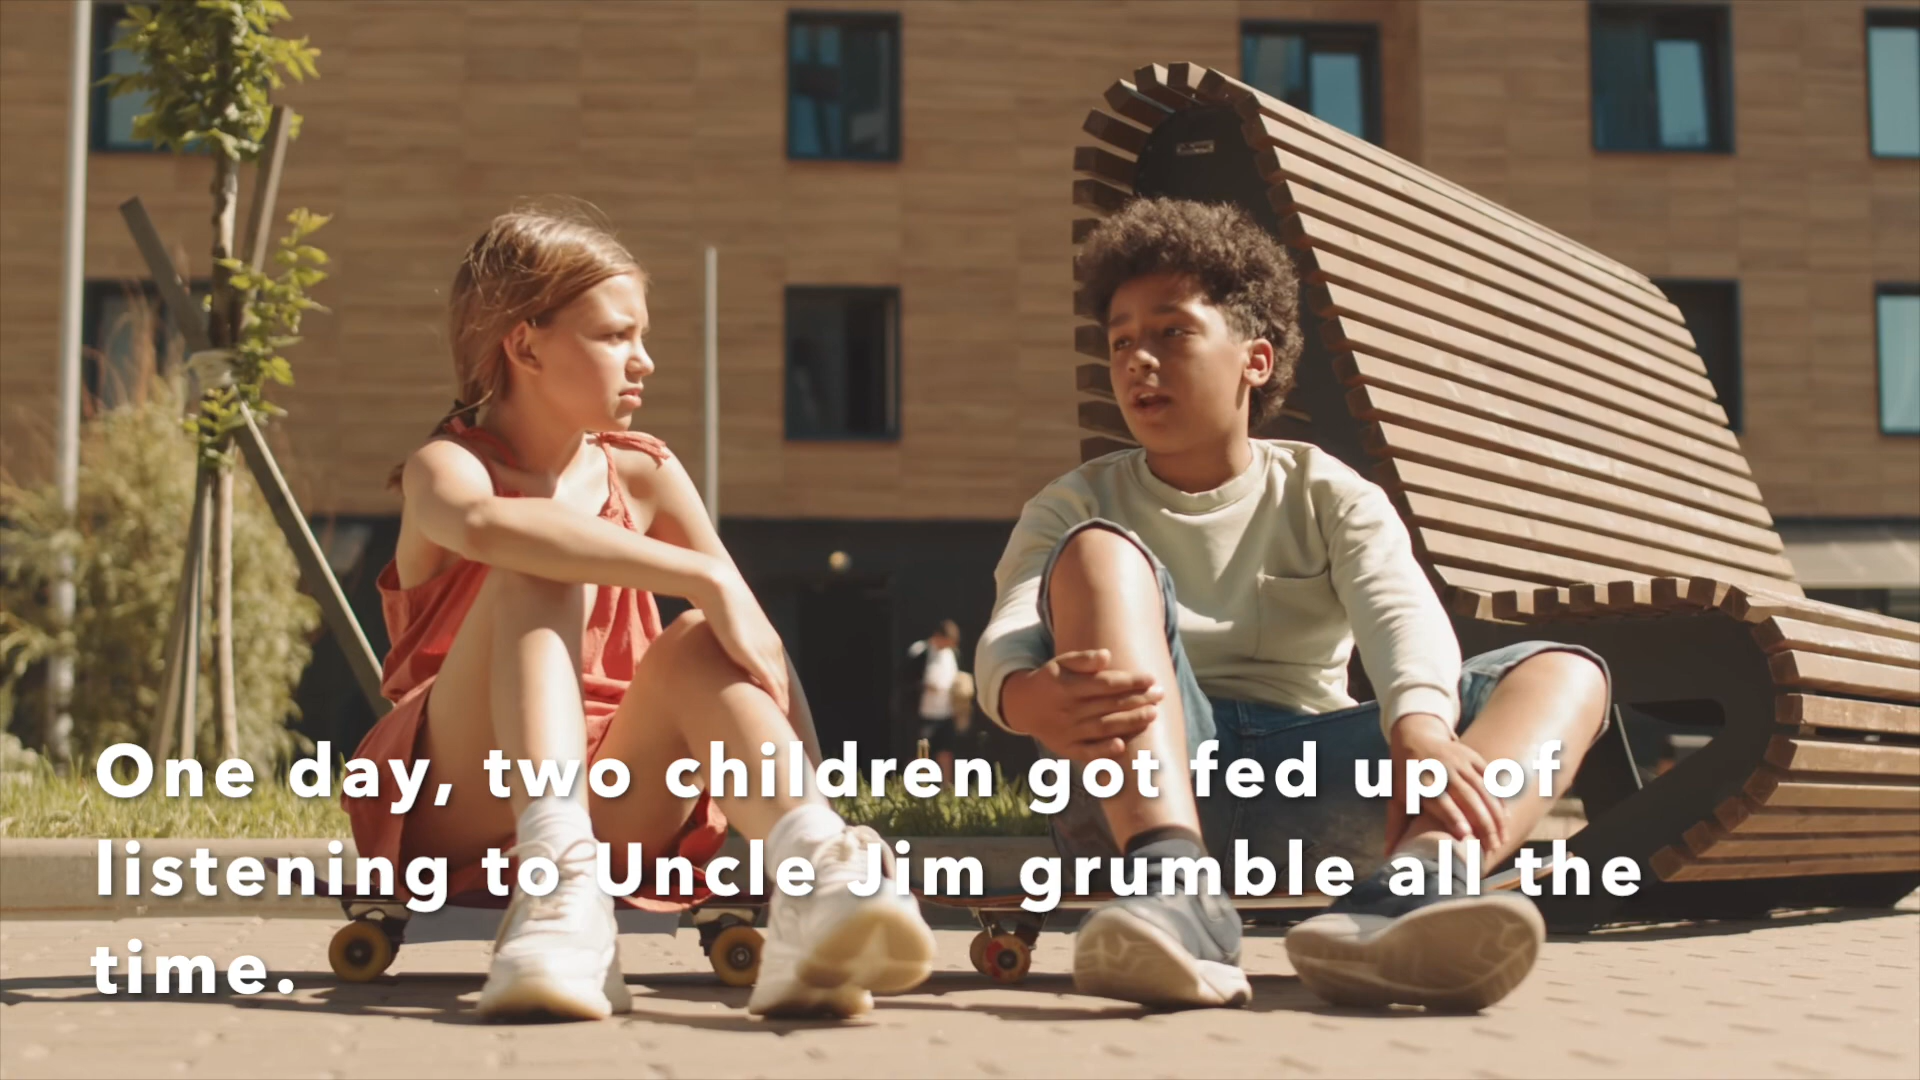 One day, two children got fed up of
listening to Uncle Jim grumble all the
time.